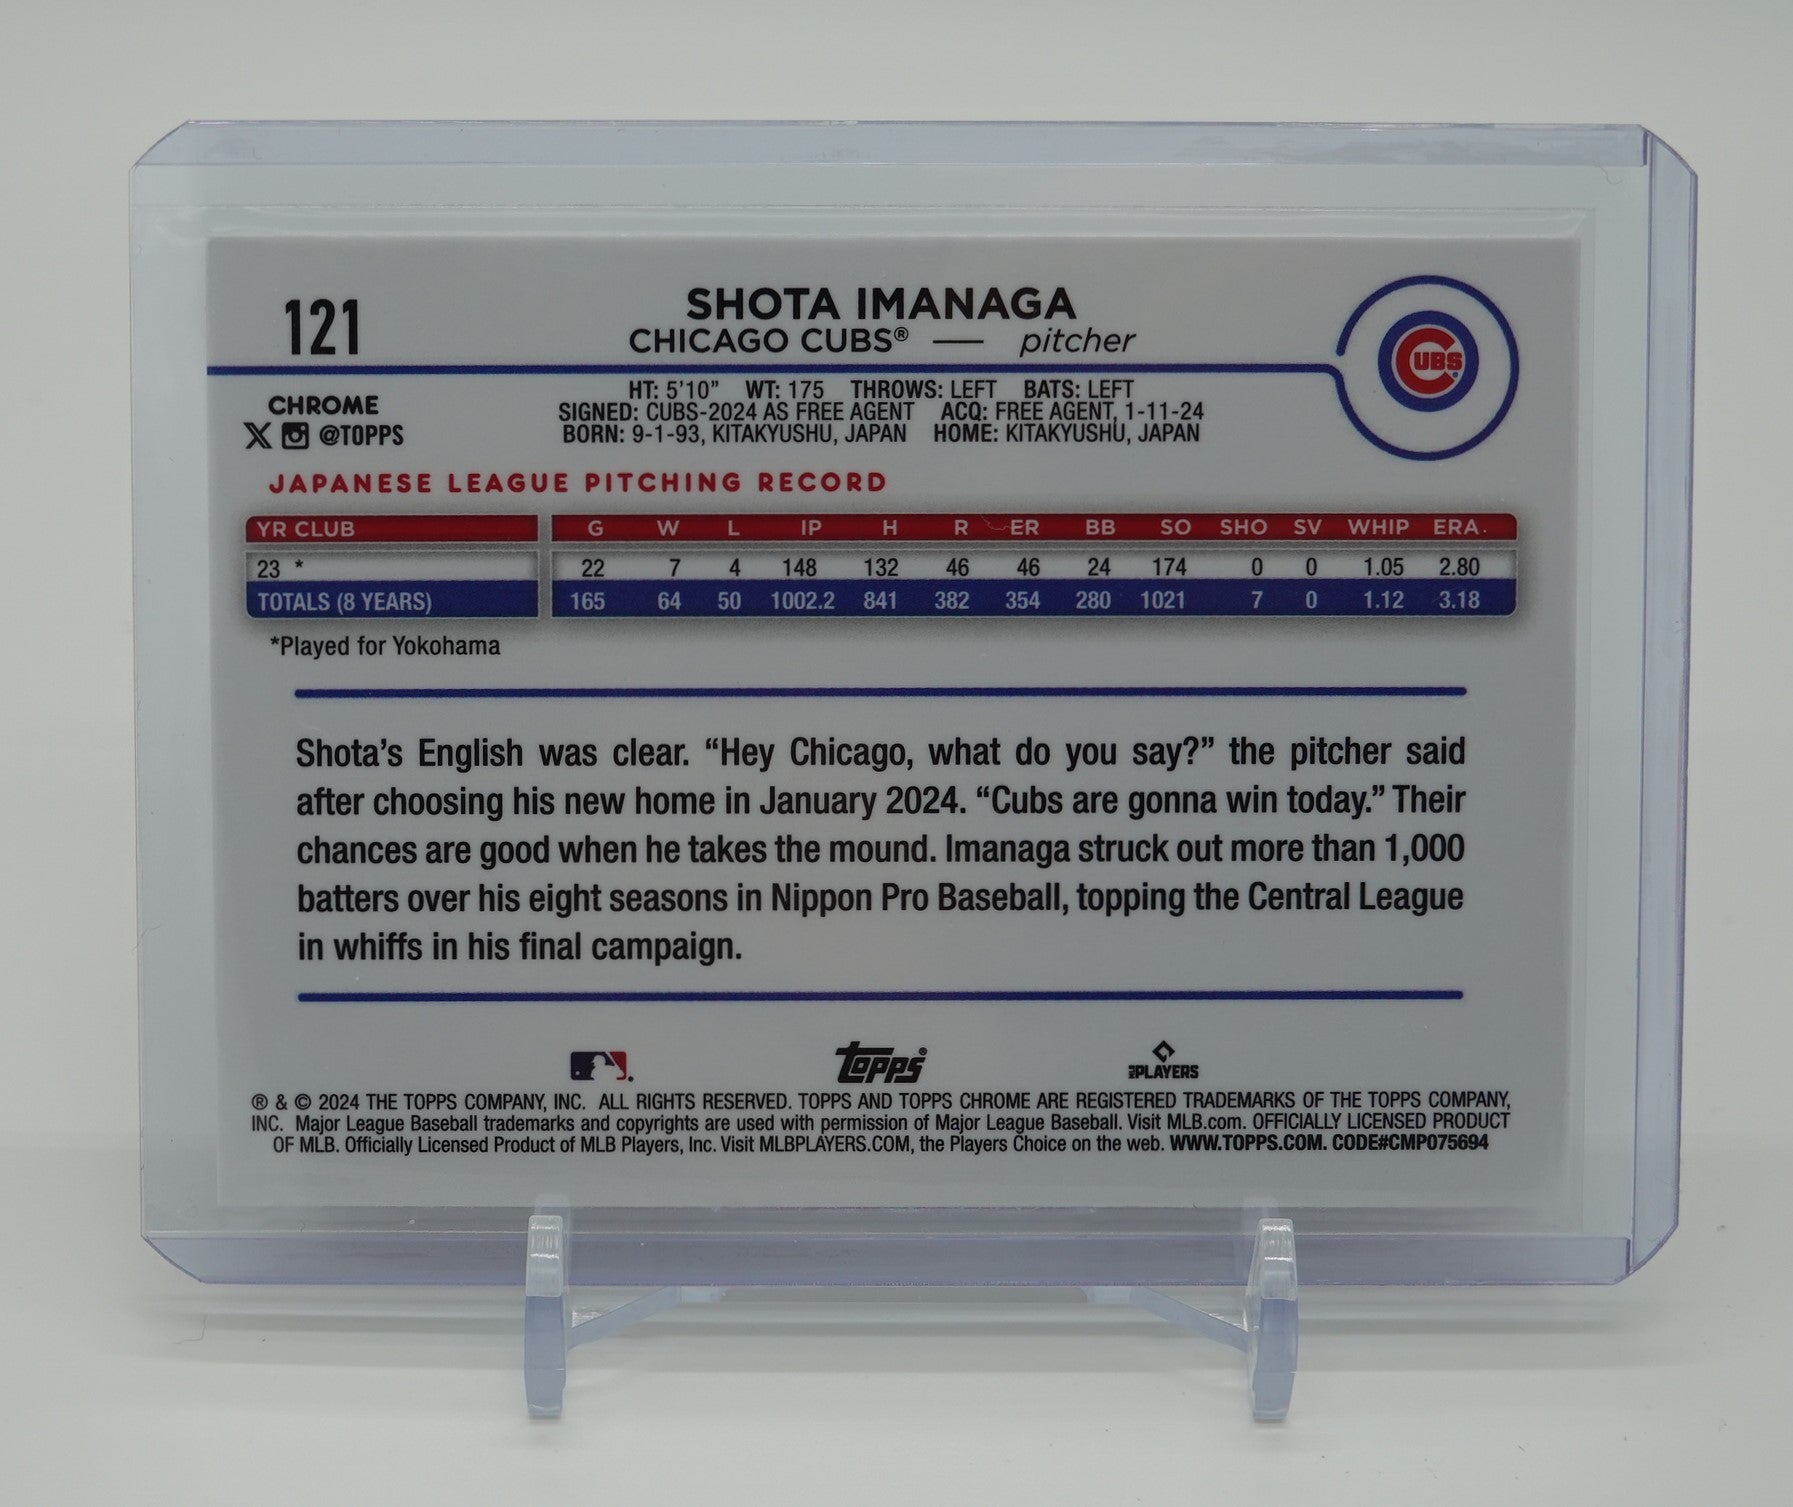 121
SHOTA IMANAGA
CHICAGO CUBS® — pitcher
CUBS
CHROME
X @TOPPS
HT: 5'10" WT: 175 THROWS: LEFT BATS: LEFT
SIGNED: CUBS-2024 AS FREE AGENT ACQ: FREE AGENT, 1-11-24
BORN: 9-1-93, KITAKYUSHU, JAPAN HOME: KITAKYUSHU, JAPAN
JAPANESE LEAGUE PITCHING RECORD
YR CLUB G W L IP H R ER BB SO SHO SV WHIP ERA.
23 * 22 7 4 148 132 46 46 24 174 0 0 1.05 2.80
TOTALS (8 YEARS) 165 64 50 1002.2 841 382 354 280 1021 7 0 1.12 3.18
*Played for Yokohama
Shota's English was clear. “Hey Chicago, what do you say?” the pitcher said
after choosing his new home in January 2024. “Cubs are gonna win today.” Their
chances are good when he takes the mound. Imanaga struck out more than 1,000
batters over his eight seasons in Nippon Pro Baseball, topping the Central League
in whiffs in his final campaign.
Topps®
PLAYERS
® & © 2024 THE TOPPS COMPANY, INC. ALL RIGHTS RESERVED. TOPPS AND TOPPS CHROME ARE REGISTERED TRADEMARKS OF THE TOPPS COMPANY,
INC. Major League Baseball trademarks and copyrights are used with permission of Major League Baseball. Visit MLB.com. OFFICIALLY LICENSED PRODUCT
OF MLB. Officially Licensed Product of MLB Players, Inc. Visit MLBPLAYERS.COM, the Players Choice on the web. WWW.TOPPS.COM. CODE#CMP075694